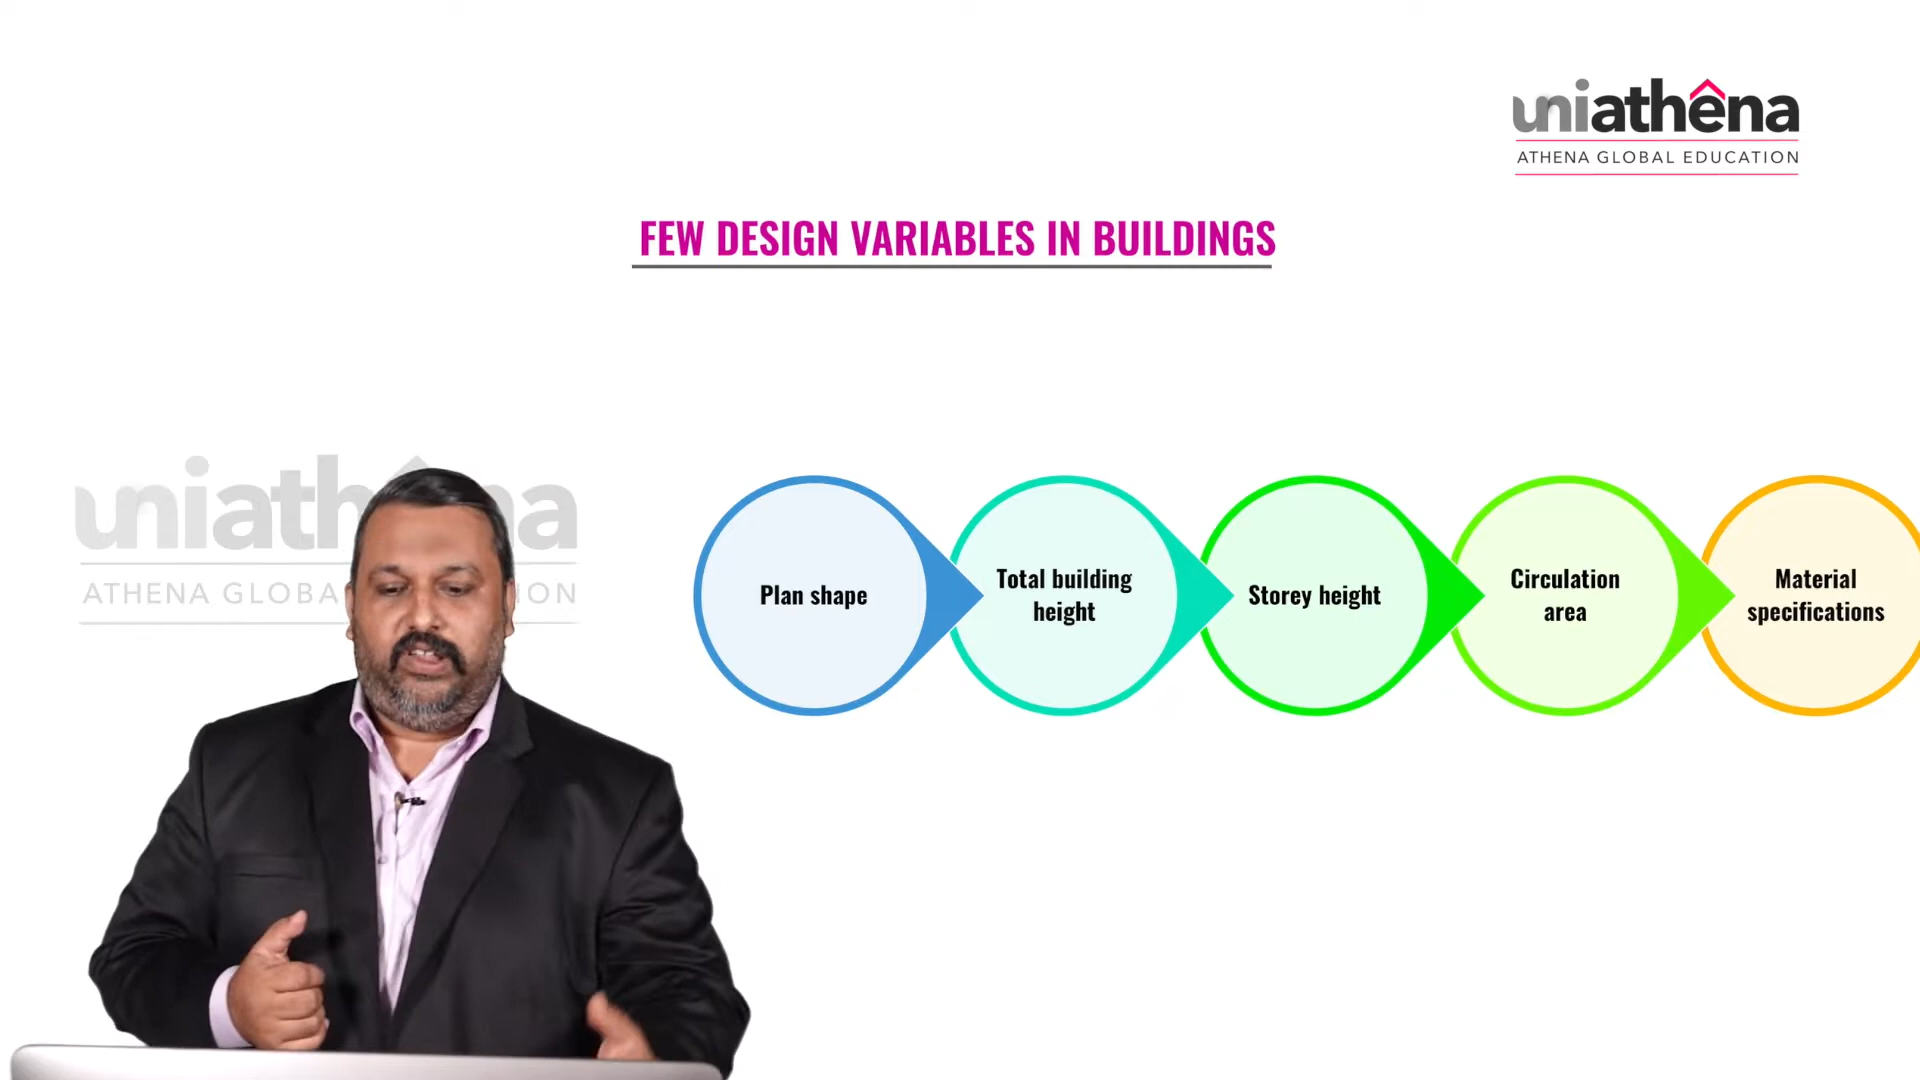 uniathena
ATHENA GLOBAL EDUCATION
FEW DESIGN VARIABLES IN BUILDINGS
Plan shape
Total building
height
Storey height
Circulation
area
Material
specifications